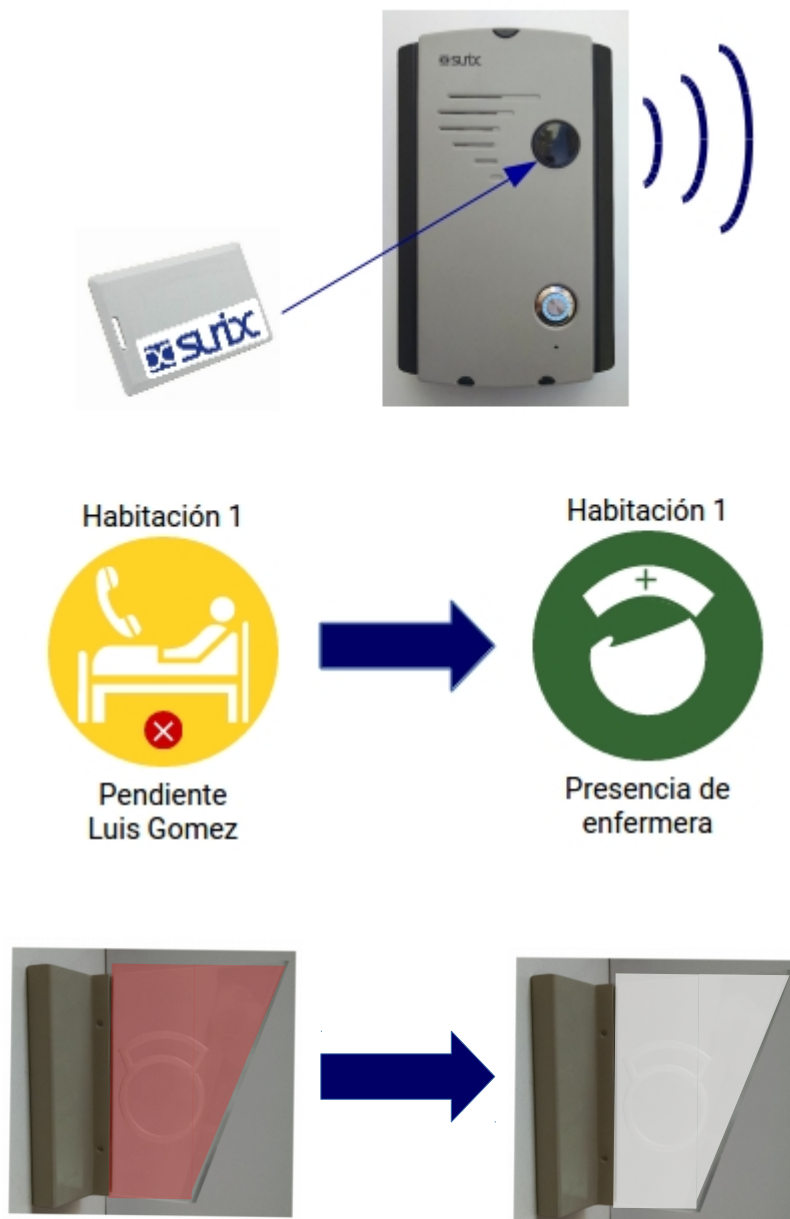 surix
surix
Habitación 1
Habitación 1
Pendiente
Luis Gomez
Presencia de
enfermera